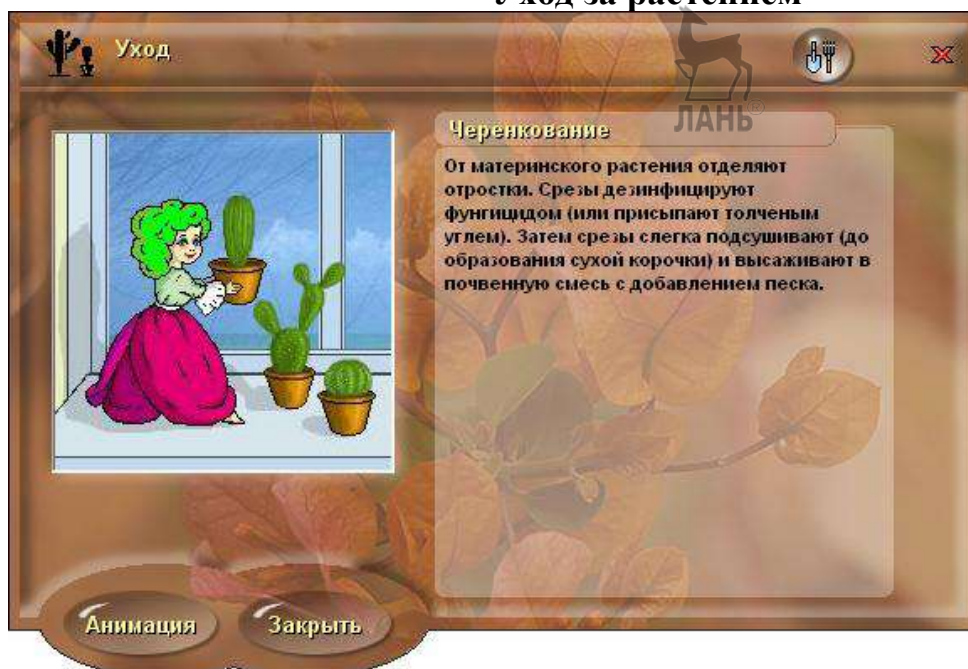 Уход за растением
Уход
ЛАНЬ®
Черенкование
От материнского растения отделяют
отростки. Срезы дезинфицируют
фунгицидом (или присыпают толченым
углем). Затем срезы слегка подсушивают (до
образования сухой корочки) и высаживают в
почвенную смесь с добавлением песка.
Анимация
Закрыть